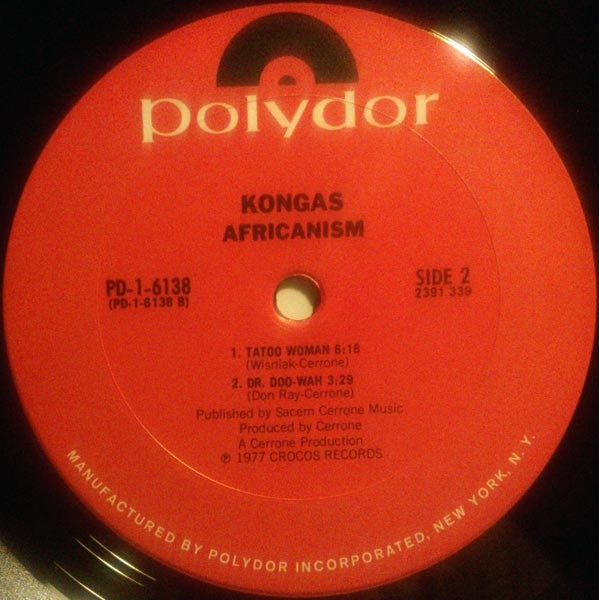 polydor
KONGAS
AFRICANISM
PD-1-6138
(PD-1-6138 B)
SIDE 2
2391 339
1. TATOO WOMAN 6:18
(Wisniak-Cerrone)
2. DR. DOO-WAH 3:29
(Don Ray-Cerrone)
Published by Sacem Cerrone Music
Produced by Cerrone
A Cerrone Production
℗ 1977 CROCOS RECORDS
MANUFACTURED BY POLYDOR INCORPORATED, NEW YORK, N.Y.